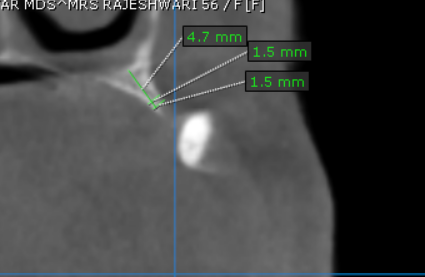 AR MDS^MRS RAJESHWARI 56 / F [F]
4.7 mm
1.5 mm
1.5 mm